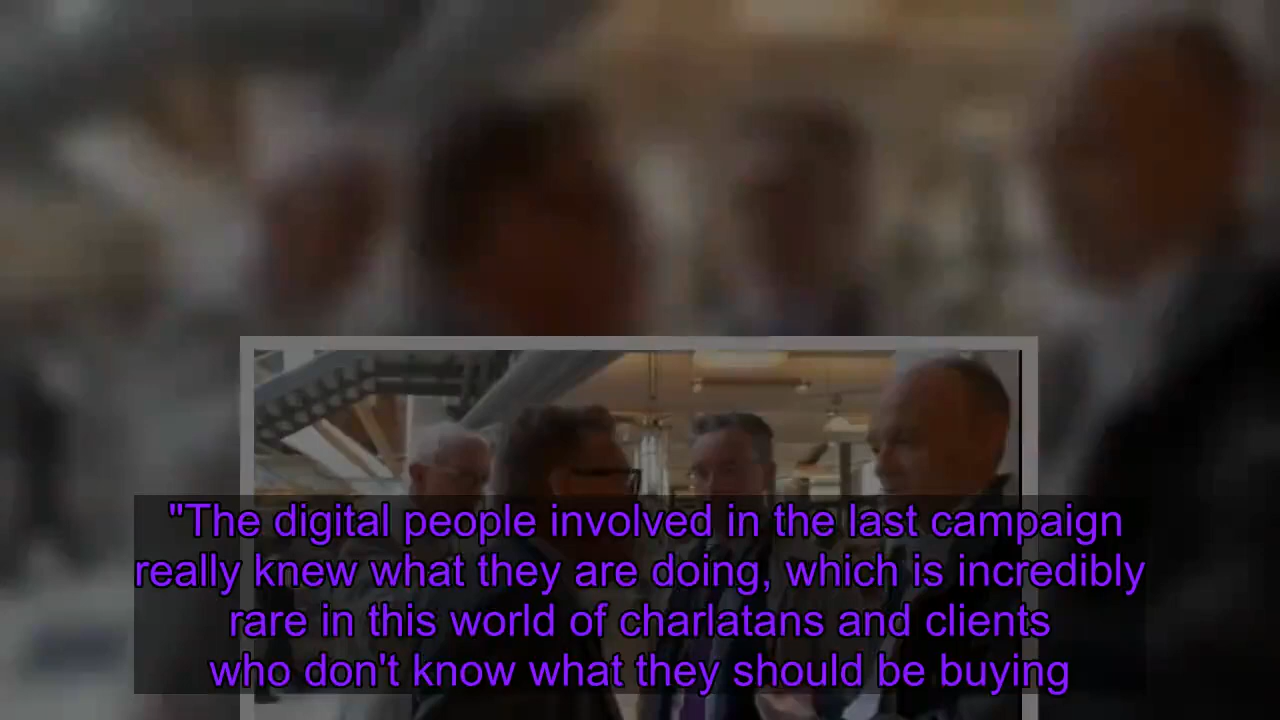 "The digital people involved in the last campaign
really knew what they are doing, which is incredibly
rare in this world of charlatans and clients
who don't know what they should be buying